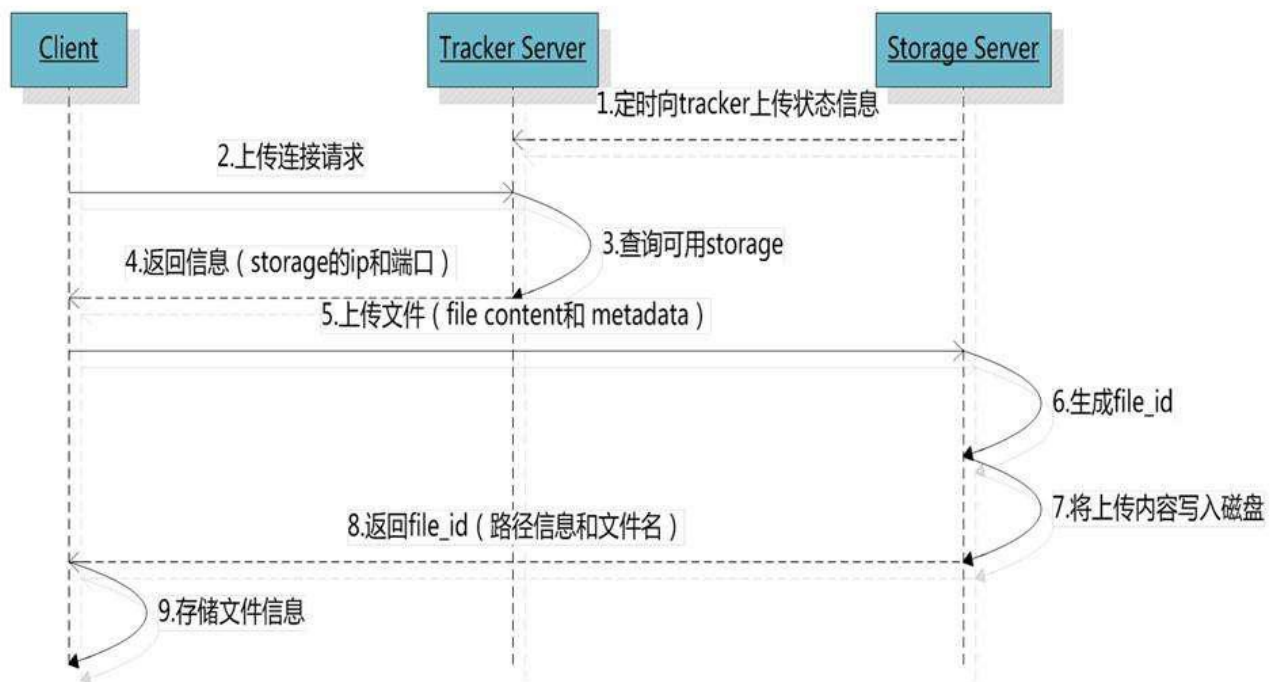 Client
Tracker Server
Storage Server
1.定时向tracker上传状态信息
2.上传连接请求
3.查询可用storage
4.返回信息（storage的ip和端口）
5.上传文件（file content和 metadata）
6.生成file_id
7.将上传内容写入磁盘
8.返回file_id（路径信息和文件名）
9.存储文件信息